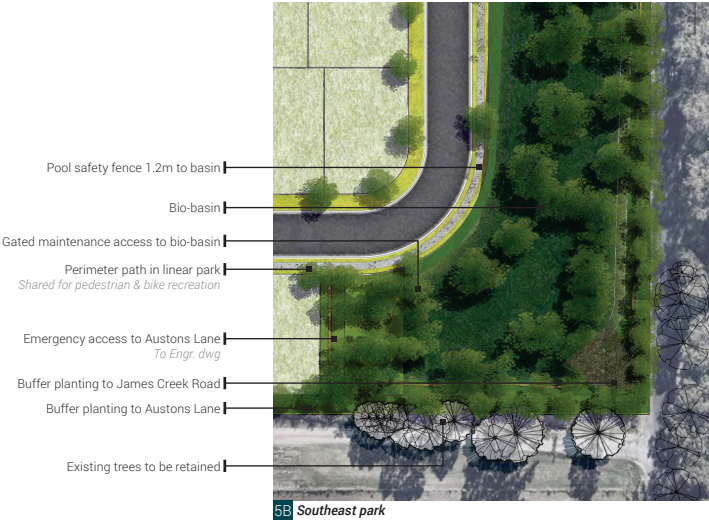 Pool safety fence 1.2m to basin
Bio-basin
Gated maintenance access to bio-basin
Perimeter path in linear park
Shared for pedestrian & bike recreation
Emergency access to Austons Lane
To Engr. dwg
Buffer planting to James Creek Road
Buffer planting to Austons Lane
Existing trees to be retained
5B Southeast park